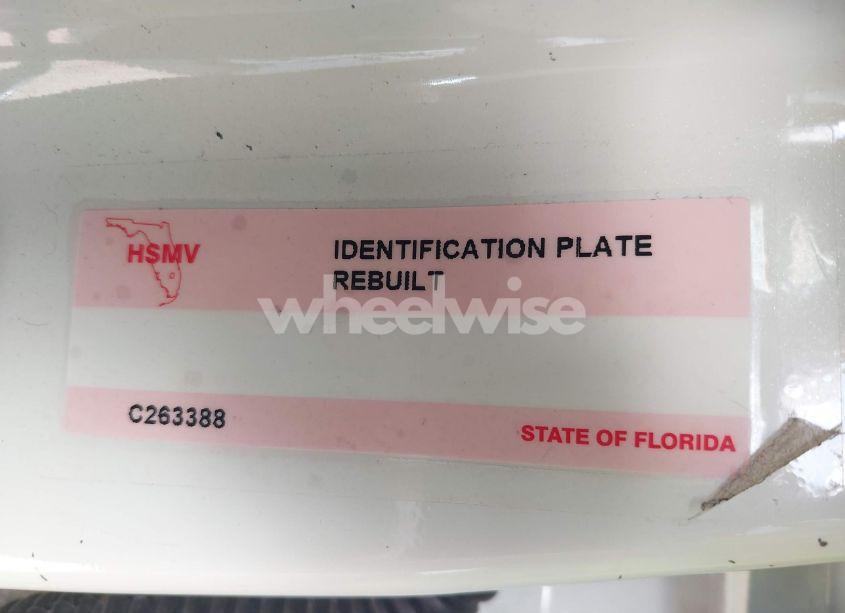 HSMV
IDENTIFICATION PLATE
REBUILT
wheelwise
C263388
STATE OF FLORIDA